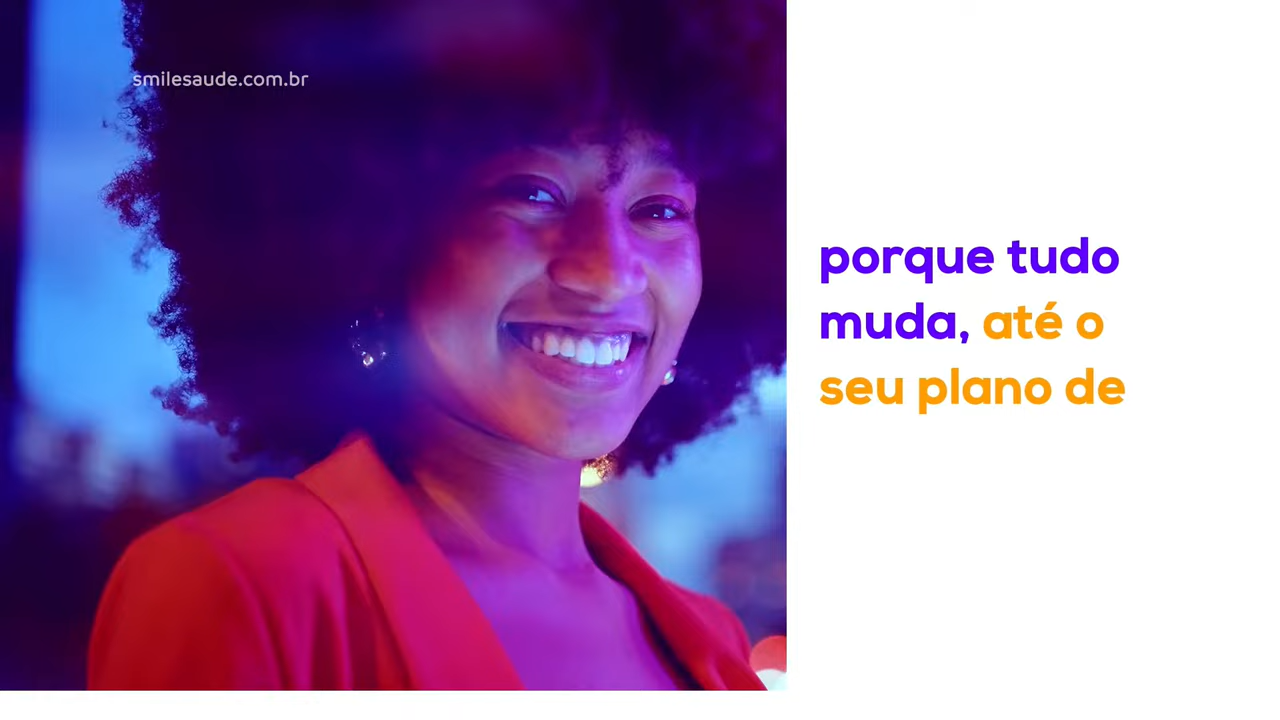 smilesaude.com.br
porque tudo
muda, até o
seu plano de